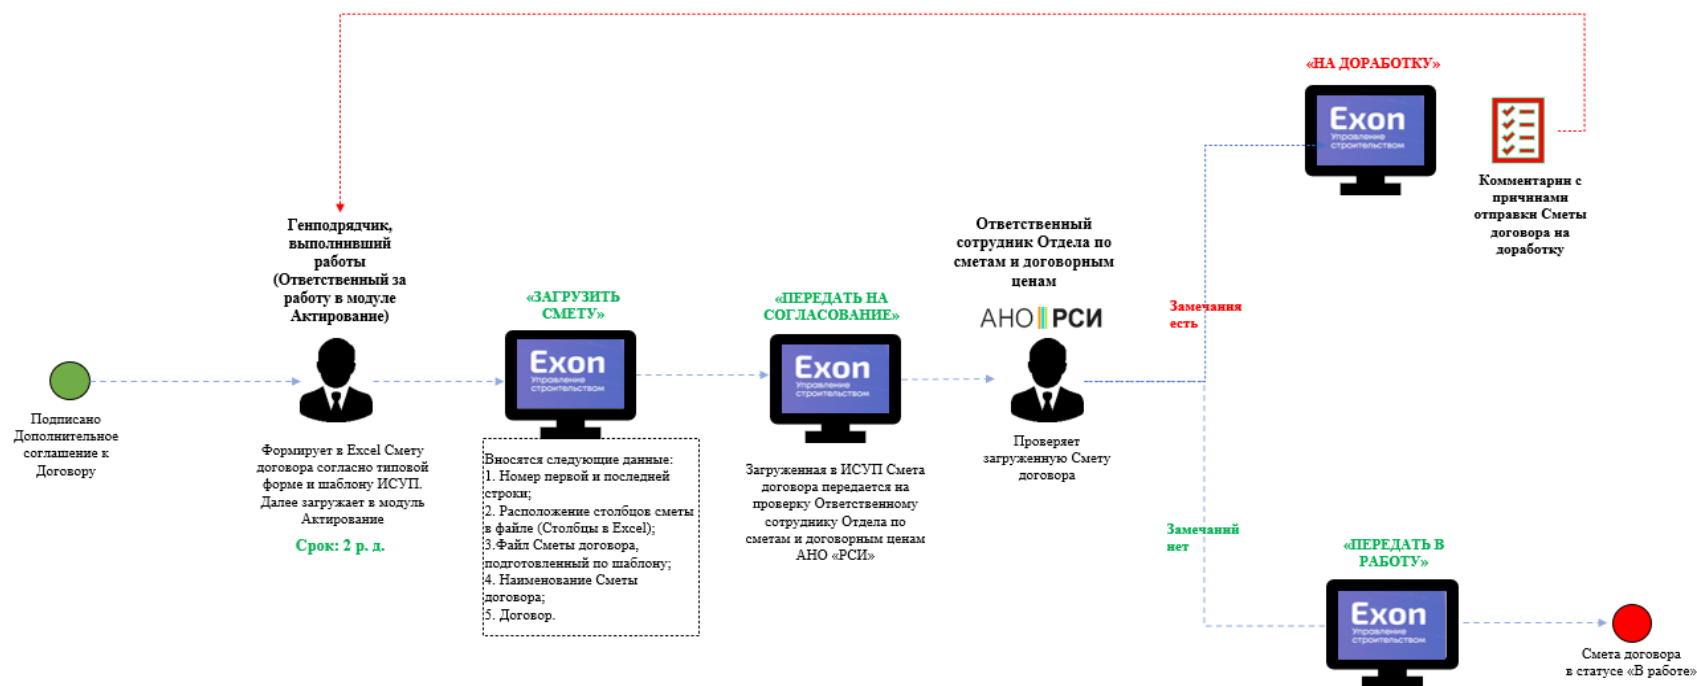 «НА ДОРАБОТКУ»
Exon
Управление
строительством
Комментарии с
причинами
отправки Сметы
договора на
доработку
Генподрядчик,
выполнивший
работы
(Ответственный за
работу в модуле
Актирование)
Ответственный
сотрудник Отдела по
сметам и договорным
ценам
«ЗАГРУЗИТЬ
СМЕТУ»
«ПЕРЕДАТЬ НА
СОГЛАСОВАНИЕ»
АНО РСИ
Замечания
есть
Exon
Управление
строительством
Exon
Управление
строительством
Подписано
Дополнительное
соглашение к
Договору
Формирует в Excel Смету
договора согласно типовой
форме и шаблону ИСУП.
Далее загружает в модуль
Актирование
Срок: 2 р. д.
Вносятся следующие данные:
1. Номер первой и последней
строки;
2. Расположение столбцов сметы
в файле (Столбцы в Excel);
3.Файл Сметы договора,
подготовленный по шаблону;
4. Наименование Сметы
договора;
5. Договор.
Загруженная в ИСУП Смета
договора передается на
проверку Ответственному
сотруднику Отдела по
сметам и договорным ценам
АНО «РСИ»
Проверяет
загруженную Смету
договора
Замечаний
нет
«ПЕРЕДАТЬ В
РАБОТУ»
Exon
Управление
строительством
Смета договора
в статусе «В работе»